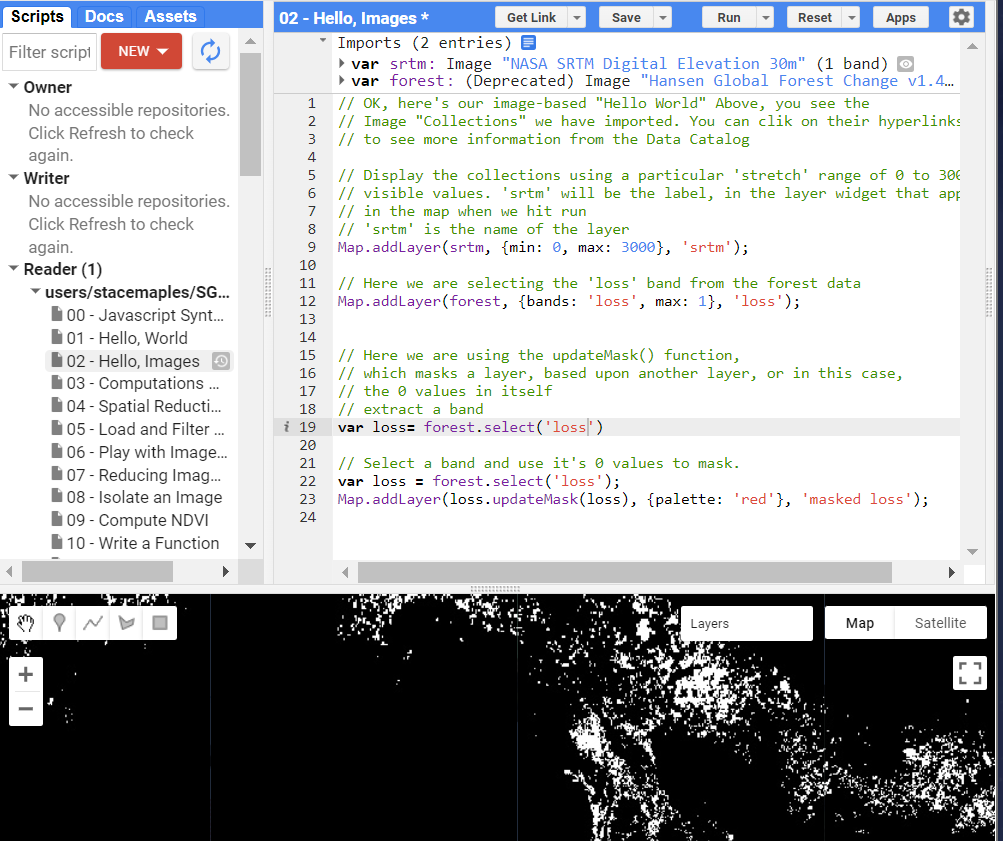 Scripts Docs Assets
Filter script NEW
Owner
No accessible repositories.
Click Refresh to check
again.
Writer
No accessible repositories.
Click Refresh to check
again.
Reader (1)
users/stacemaples/SG...
00 - Javascript Synt...
01 - Hello, World
02 - Hello, Images
03 - Computations ...
04 - Spatial Reducti...
05 - Load and Filter ...
06 - Play with Image...
07 - Reducing Imag...
08 - Isolate an Image
09 - Compute NDVI
10 - Write a Function
02 - Hello, Images * Get Link Save Run Reset Apps
Imports (2 entries)
var srtm: Image "NASA SRTM Digital Elevation 30m" (1 band)
var forest: (Deprecated) Image "Hansen Global Forest Change v1.4…
1 // OK, here's our image-based "Hello World" Above, you see the
2 // Image "Collections" we have imported. You can clik on their hyperlinks
3 // to see more information from the Data Catalog
4
5 // Display the collections using a particular 'stretch' range of 0 to 300
6 // visible values. 'srtm' will be the label, in the layer widget that app
7 // in the map when we hit run
8 // 'srtm' is the name of the layer
9 Map.addLayer(srtm, {min: 0, max: 3000}, 'srtm');
10
11 // Here we are selecting the 'loss' band from the forest data
12 Map.addLayer(forest, {bands: 'loss', max: 1}, 'loss');
13
14
15 // Here we are using the updateMask() function,
16 // which masks a layer, based upon another layer, or in this case,
17 // the 0 values in itself
18 // extract a band
i 19 var loss= forest.select('loss')
20
21 // Select a band and use it's 0 values to mask.
22 var loss = forest.select('loss');
23 Map.addLayer(loss.updateMask(loss), {palette: 'red'}, 'masked loss');
24
Layers Map Satellite
+
−